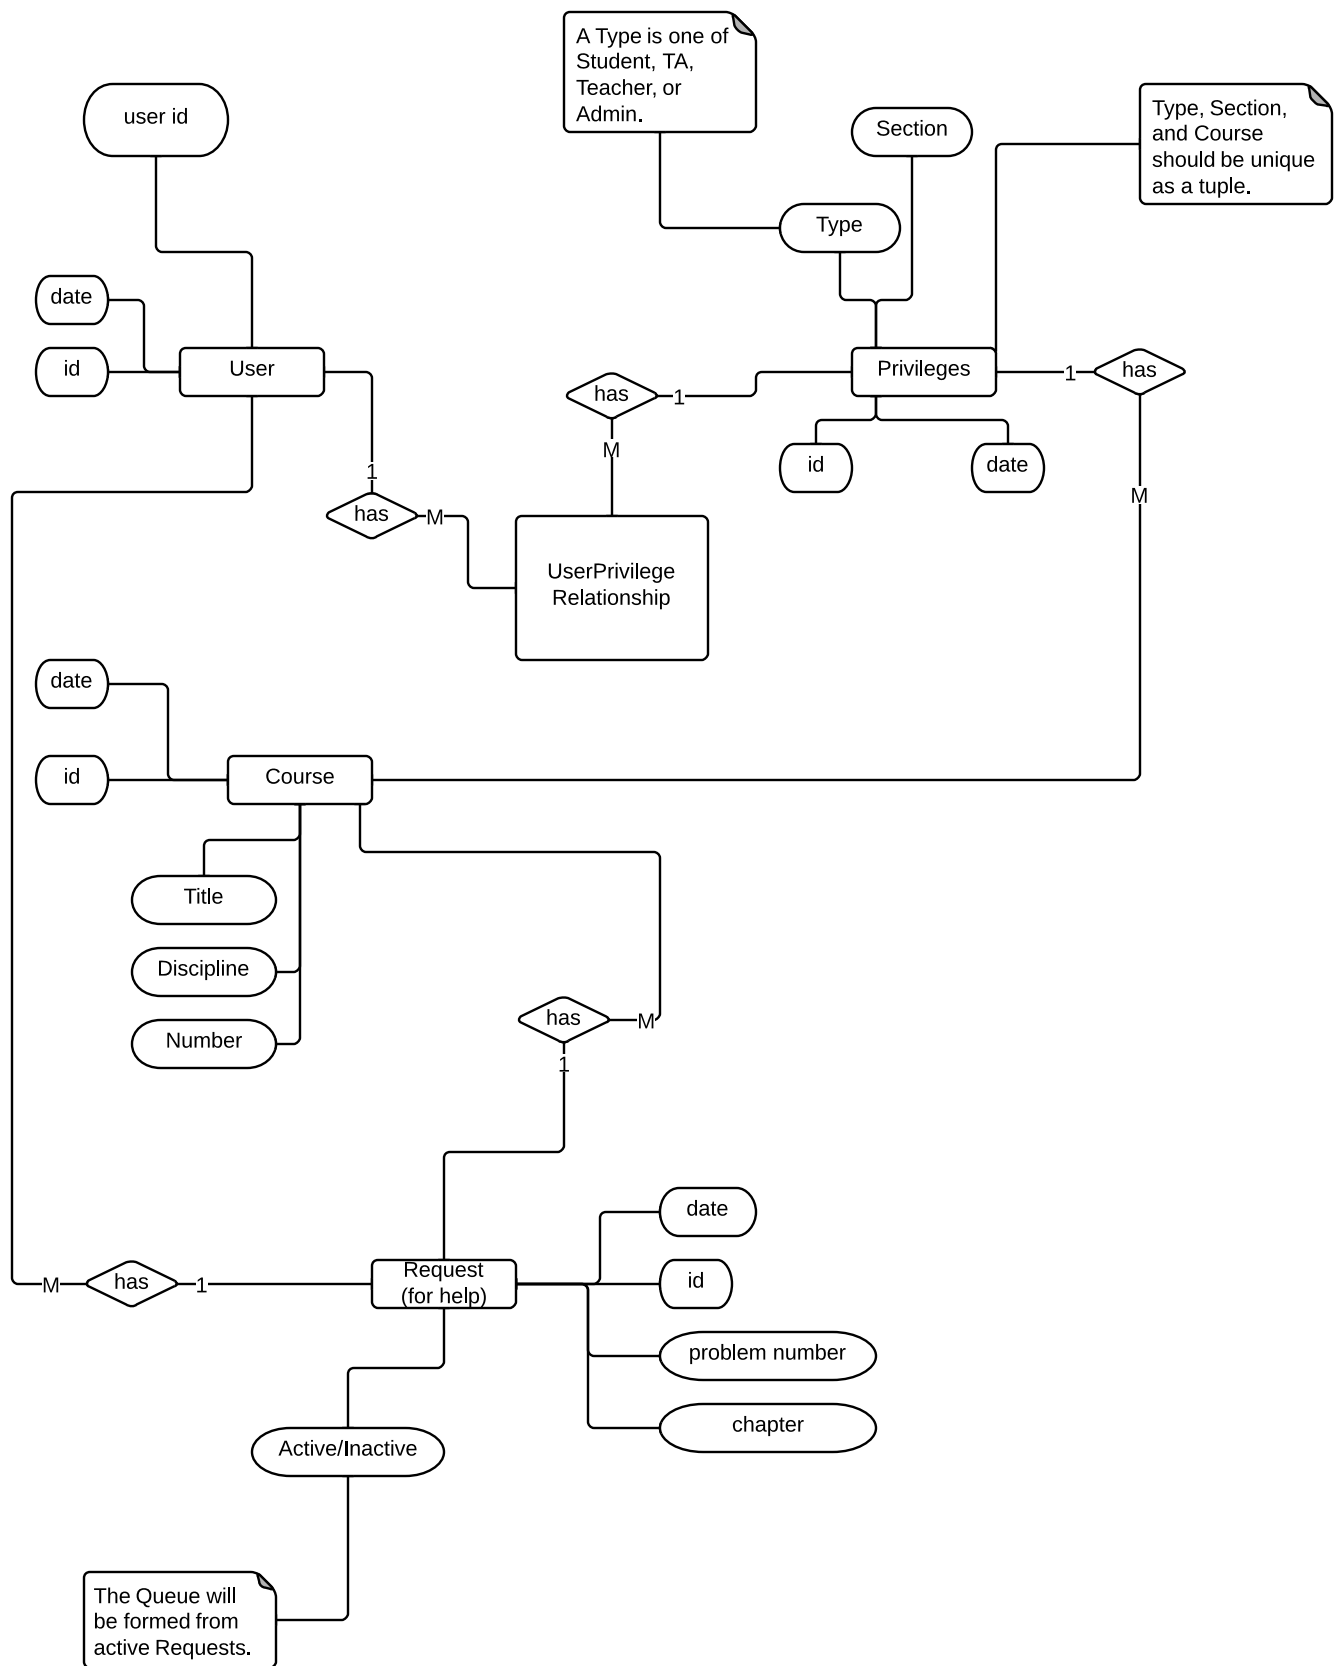 A Type is one of
Student, TA,
Teacher, or
Admin.
user id
Section
Type, Section,
and Course
should be unique
as a tuple.
Type
date
id
User
Privileges
has
1
has
1
M
id
date
1
has
M
M
UserPrivilege
Relationship
date
id
Course
Title
Discipline
Number
has
M
1
date
Request
(for help)
id
M
has
1
problem number
chapter
Active/Inactive
The Queue will
be formed from
active Requests.